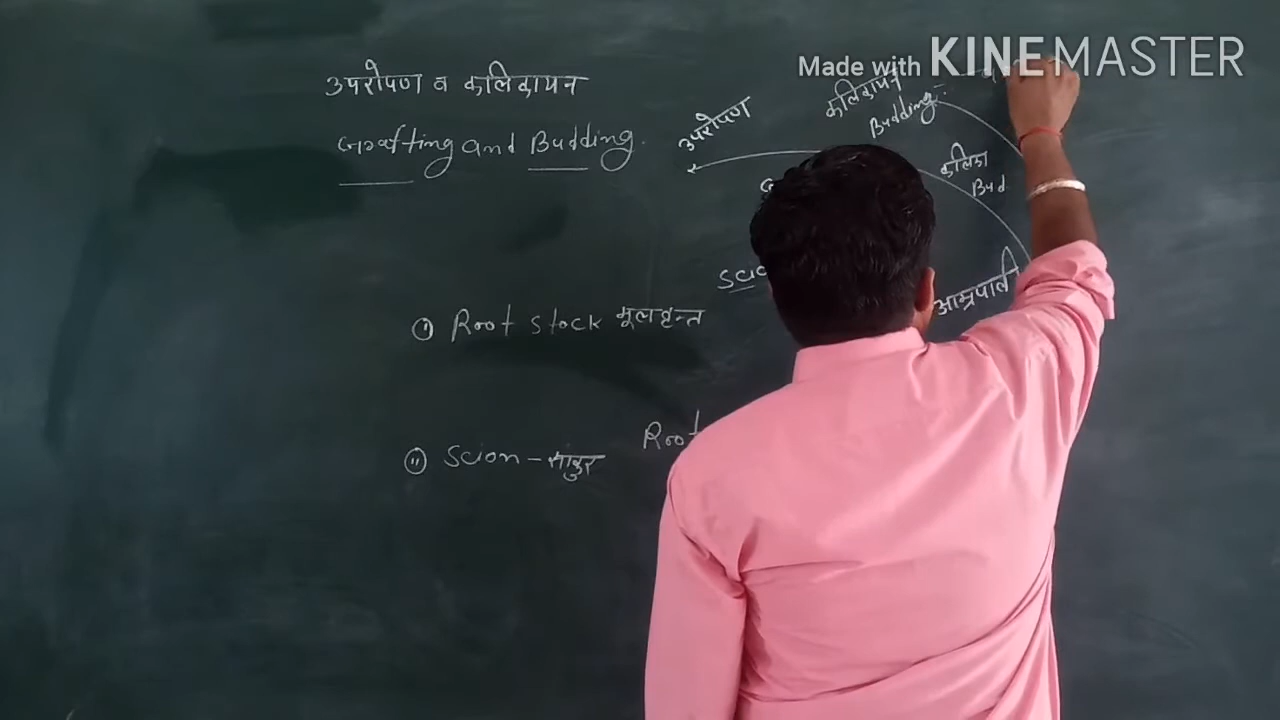 Made with KINEMASTER
उपरोपण व कलिकायन
Grafting and Budding.
उपरोपण
कलिकायन
Budding
कलिका
Bud
आम्रपाली
(i) Root stock मूलवृन्त
(ii) Scion – सांकुर
Root